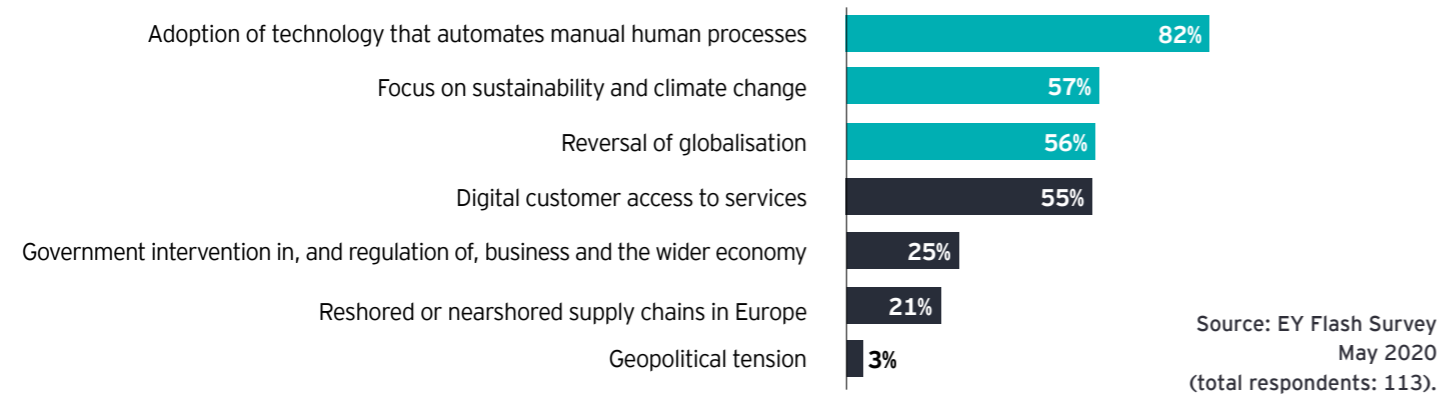 Adoption of technology that automates manual human processes 82%
Focus on sustainability and climate change 57%
Reversal of globalisation 56%
Digital customer access to services 55%
Government intervention in, and regulation of, business and the wider economy 25%
Reshored or nearshored supply chains in Europe 21%
Geopolitical tension 3%
Source: EY Flash Survey
May 2020
(total respondents: 113).